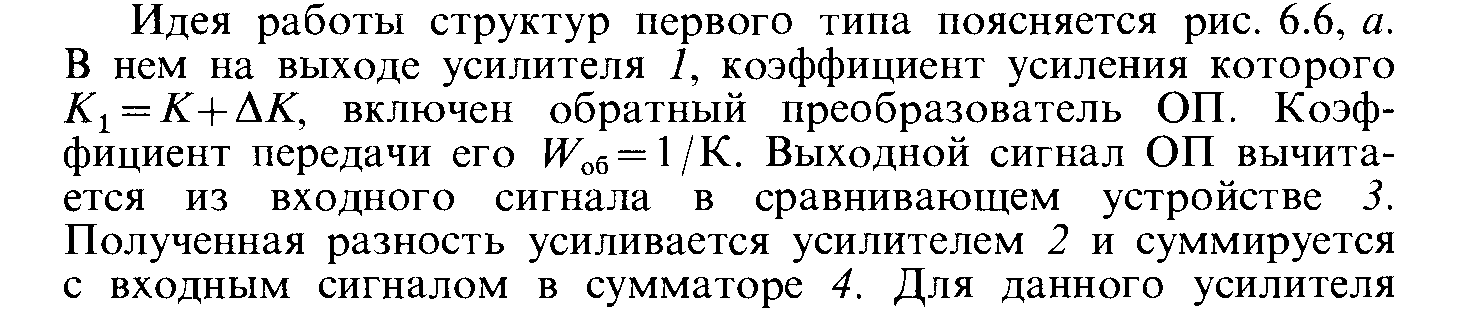 Идея работы структур первого типа поясняется рис. 6.6, а.
В нем на выходе усилителя 1, коэффициент усиления которого
K₁ = K + ΔK, включен обратный преобразователь ОП. Коэф-
фициент передачи его Wоб = 1/К. Выходной сигнал ОП вычита-
ется из входного сигнала в сравнивающем устройстве 3.
Полученная разность усиливается усилителем 2 и суммируется
с входным сигналом в сумматоре 4. Для данного усилителя